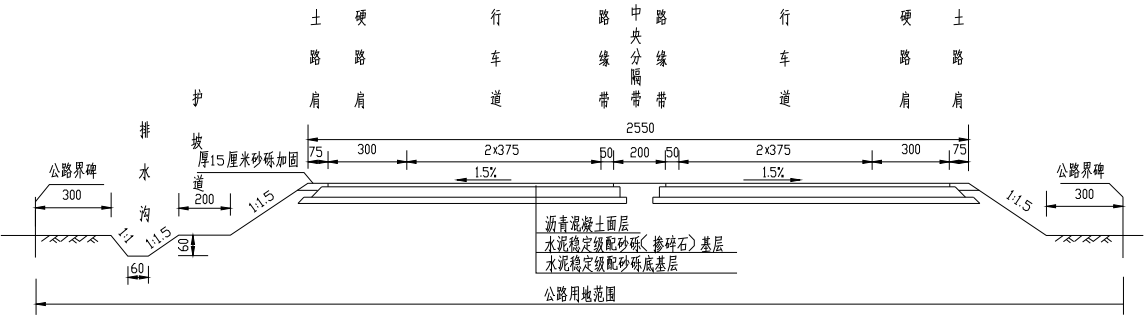 土路肩
硬路肩
行车道
路缘带
中央分隔带
路缘带
行车道
硬路肩
土路肩
护坡道
排水沟
2550
75
300
2x375
50
200
50
2x375
300
75
厚15厘米砂砾加固
公路界碑
300
200
1:1.5
1.5%
1.5%
1:1.5
公路界碑
300
1:1
1:1.5
60
60
沥青混凝土面层
水泥稳定级配砂砾(掺碎石)基层
水泥稳定级配砂砾底基层
公路用地范围